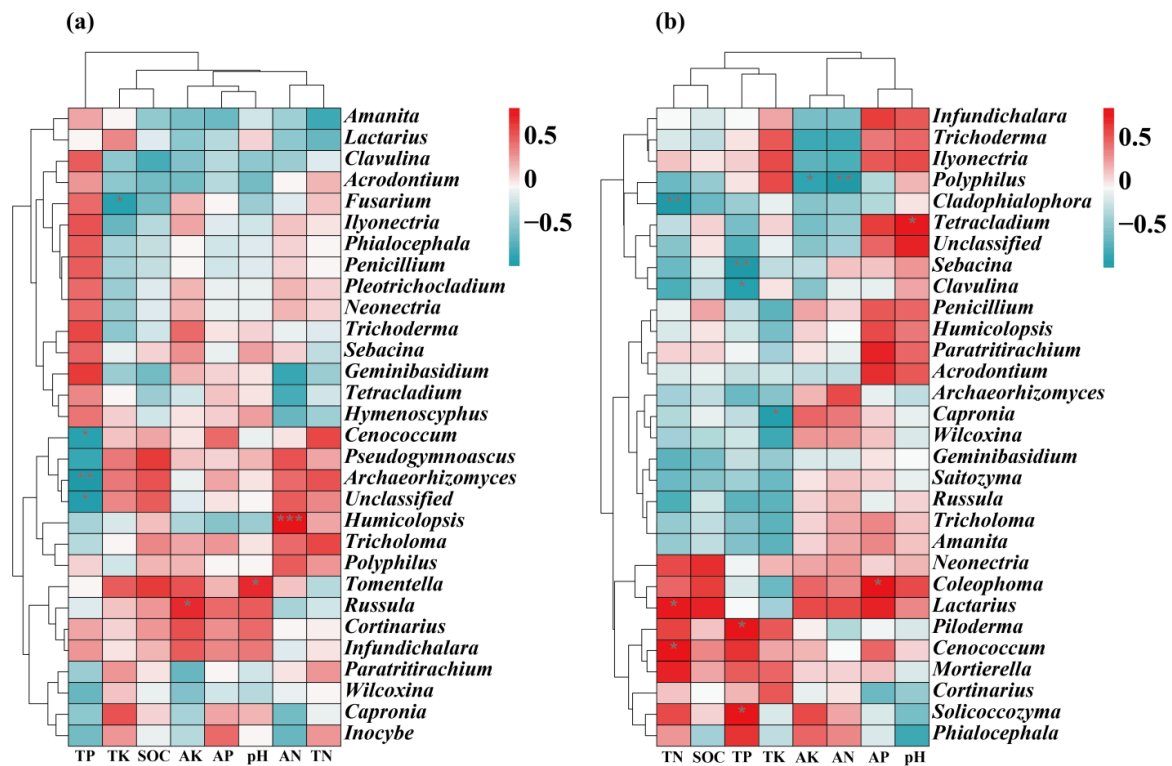 (a)
Amanita
Lactarius
Clavulina
Acrodontium
Fusarium
Ilyonectria
Phialocephala
Penicillium
Pleotrichocladium
Neonectria
Trichoderma
Sebacina
Geminibasidium
Tetracladium
Hymenoscyphus
Cenococcum
Pseudogymnoascus
Archaeorhizomyces
Unclassified
Humicolopsis
Tricholoma
Polyphilus
Tomentella
Russula
Cortinarius
Infundichalara
Paratritirachium
Wilcoxina
Capronia
Inocybe
TP TK SOC AK AP pH AN TN
0.5
0
−0.5
*
*
**
*
***
*
*
(b)
Infundichalara
Trichoderma
Ilyonectria
Polyphilus
Cladophialophora
Tetracladium
Unclassified
Sebacina
Clavulina
Penicillium
Humicolopsis
Paratritirachium
Acrodontium
Archaeorhizomyces
Capronia
Wilcoxina
Geminibasidium
Saitozyma
Russula
Tricholoma
Amanita
Neonectria
Coleophoma
Lactarius
Piloderma
Cenococcum
Mortierella
Cortinarius
Solicoccozyma
Phialocephala
TN SOC TP TK AK AN AP pH
0.5
0
−0.5
* **
**
*
**
*
*
*
*
*
*
*